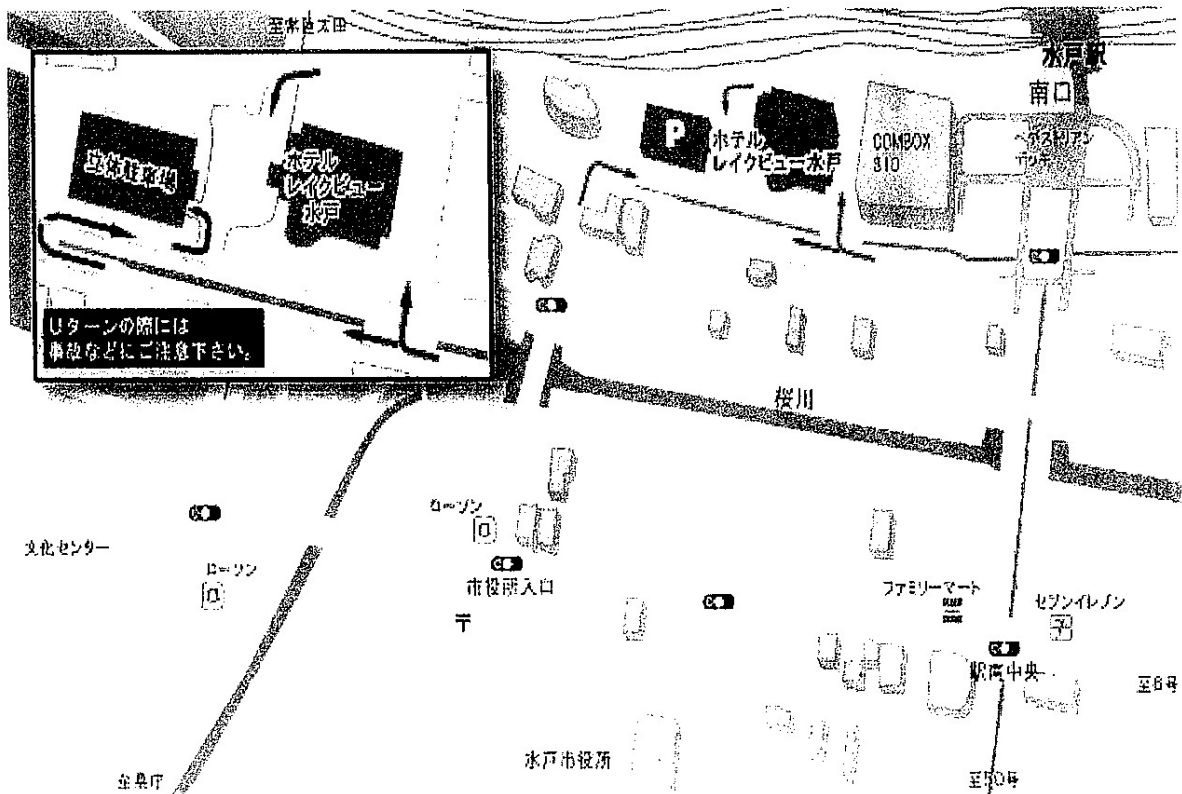 至常陸太田
水戸駅
南口
ペデストリアン
デッキ
COMBOX
310
P
ホテル
レイクビュー水戸
立体駐車場
ホテル
レイクビュー
水戸
Uターンの際には
事故などにご注意下さい。
桜川
ローソン
文化センター
ローソン
市役所入口
〒
ファミリーマート
セブンイレブン
駅南中央
至6号
水戸市役所
至県庁
至50号